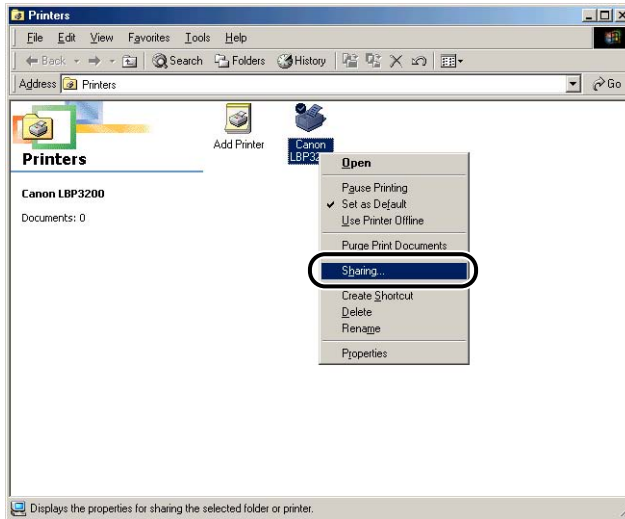 Printers
File Edit View Favorites Tools Help
Back Search Folders History
Address Printers Go
Printers
Canon LBP3200
Documents: 0
Add Printer
Canon
Open
Pause Printing
Set as Default
Use Printer Offline
Purge Print Documents
Sharing...
Create Shortcut
Delete
Rename
Properties
Displays the properties for sharing the selected folder or printer.